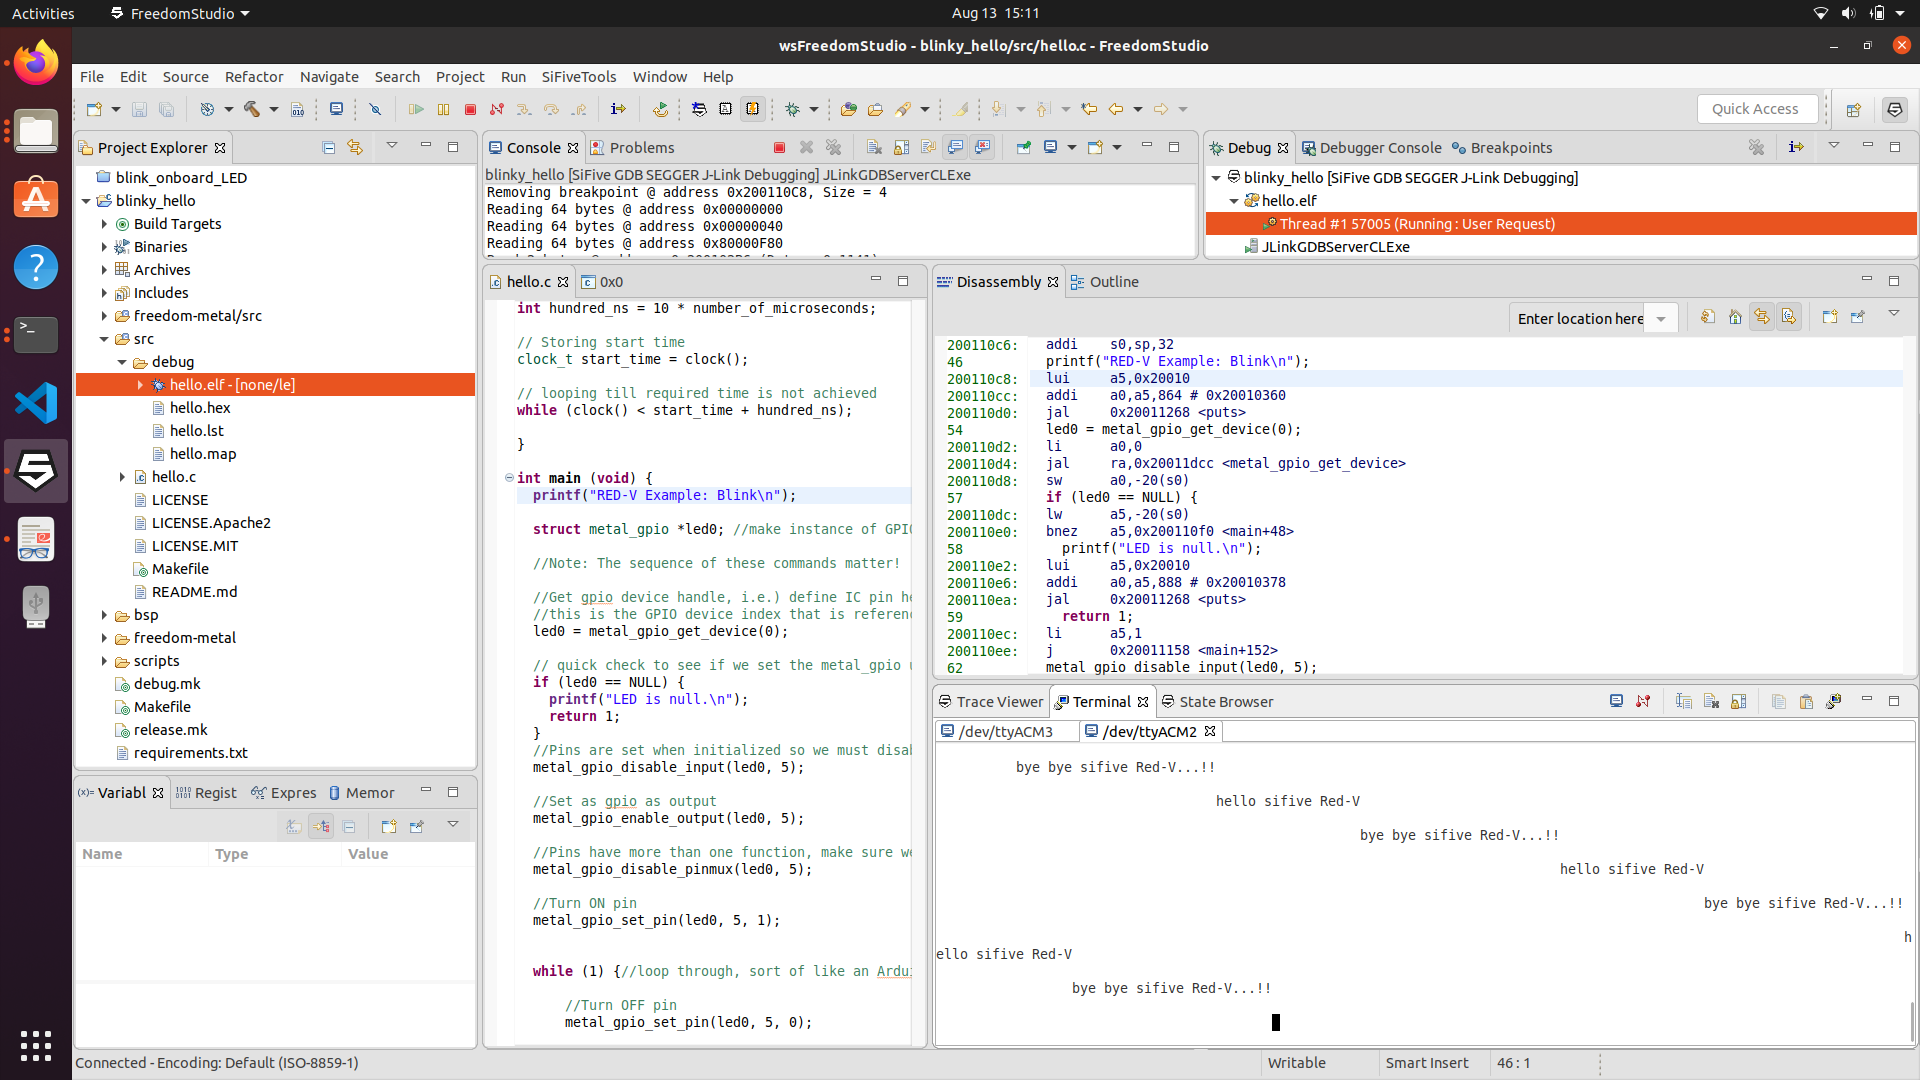 Activities
FreedomStudio
Aug 13 15:11
wsFreedomStudio - blinky_hello/src/hello.c - FreedomStudio
File Edit Source Refactor Navigate Search Project Run SiFiveTools Window Help
Quick Access
Project Explorer
blink_onboard_LED
blinky_hello
Build Targets
Binaries
Archives
Includes
freedom-metal/src
src
debug
hello.elf - [none/le]
hello.hex
hello.lst
hello.map
hello.c
LICENSE
LICENSE.Apache2
LICENSE.MIT
Makefile
README.md
bsp
freedom-metal
scripts
debug.mk
Makefile
release.mk
requirements.txt
Variabl Regist Expres Memor
Name Type Value
Console Problems
blinky_hello [SiFive GDB SEGGER J-Link Debugging] JLinkGDBServerCLExe
Removing breakpoint @ address 0x200110C8, Size = 4
Reading 64 bytes @ address 0x00000000
Reading 64 bytes @ address 0x00000040
Reading 64 bytes @ address 0x80000F80
hello.c 0x0
int hundred_ns = 10 * number_of_microseconds;
// Storing start time
clock_t start_time = clock();
// looping till required time is not achieved
while (clock() < start_time + hundred_ns);
}
int main (void) {
printf("RED-V Example: Blink\n");
struct metal_gpio *led0; //make instance of GPIO
//Note: The sequence of these commands matter!
//Get gpio device handle, i.e.) define IC pin he
//this is the GPIO device index that is referenc
led0 = metal_gpio_get_device(0);
// quick check to see if we set the metal_gpio u
if (led0 == NULL) {
printf("LED is null.\n");
return 1;
}
//Pins are set when initialized so we must disab
metal_gpio_disable_input(led0, 5);
//Set as gpio as output
metal_gpio_enable_output(led0, 5);
//Pins have more than one function, make sure we
metal_gpio_disable_pinmux(led0, 5);
//Turn ON pin
metal_gpio_set_pin(led0, 5, 1);
while (1) {//loop through, sort of like an Ardui
//Turn OFF pin
metal_gpio_set_pin(led0, 5, 0);
Debug Debugger Console Breakpoints
blinky_hello [SiFive GDB SEGGER J-Link Debugging]
hello.elf
Thread #1 57005 (Running : User Request)
JLinkGDBServerCLExe
Disassembly Outline
Enter location here
200110c6: addi s0,sp,32
46 printf("RED-V Example: Blink\n");
200110c8: lui a5,0x20010
200110cc: addi a0,a5,864 # 0x20010360
200110d0: jal 0x20011268 <puts>
54 led0 = metal_gpio_get_device(0);
200110d2: li a0,0
200110d4: jal ra,0x20011dcc <metal_gpio_get_device>
200110d8: sw a0,-20(s0)
57 if (led0 == NULL) {
200110dc: lw a5,-20(s0)
200110e0: bnez a5,0x200110f0 <main+48>
58 printf("LED is null.\n");
200110e2: lui a5,0x20010
200110e6: addi a0,a5,888 # 0x20010378
200110ea: jal 0x20011268 <puts>
59 return 1;
200110ec: li a5,1
200110ee: j 0x20011158 <main+152>
62 metal_gpio_disable_input(led0, 5);
Trace Viewer Terminal State Browser
/dev/ttyACM3 /dev/ttyACM2
bye bye sifive Red-V...!!
hello sifive Red-V
bye bye sifive Red-V...!!
hello sifive Red-V
bye bye sifive Red-V...!!
h
ello sifive Red-V
bye bye sifive Red-V...!!
Connected - Encoding: Default (ISO-8859-1)
Writable Smart Insert 46 : 1